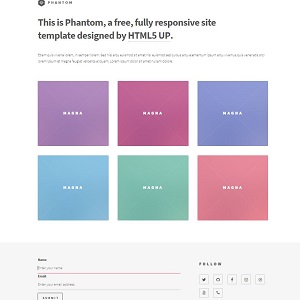 PHANTOM
This is Phantom, a free, fully responsive site
template designed by HTML5 UP.
MAGNA
MAGNA
MAGNA
MAGNA
MAGNA
MAGNA
Name
Enter your name
Email
Enter your email address
SUBMIT
FOLLOW